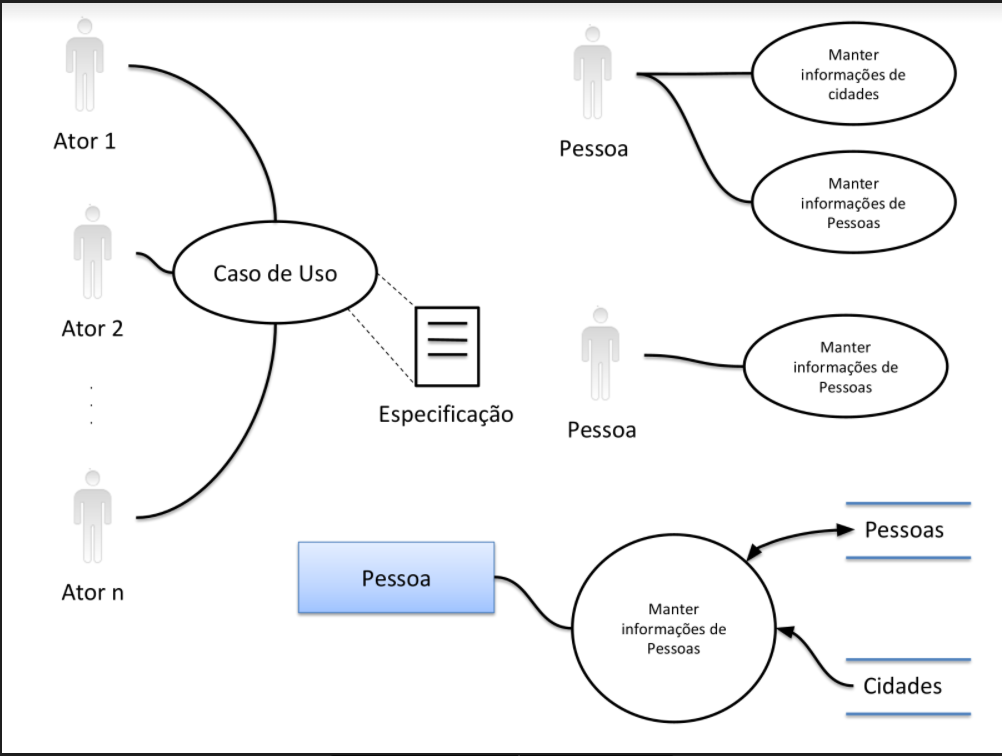 Ator 1
Ator 2
.
.
.
Ator n
Caso de Uso
Especificação
Pessoa
Manter
informações de
cidades
Manter
informações de
Pessoas
Pessoa
Manter
informações de
Pessoas
Pessoa
Manter
informações de
Pessoas
Pessoas
Cidades